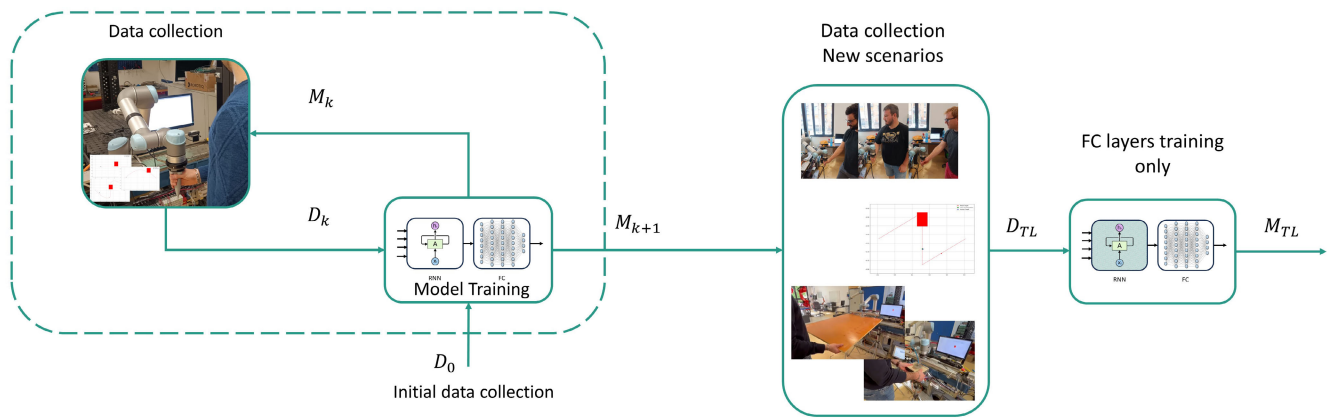 Data collection
M_k
D_k
RNN
FC
A
Model Training
M_{k+1}
D_0
Initial data collection
Data collection
New scenarios
D_{TL}
FC layers training
only
A
RNN
FC
M_{TL}